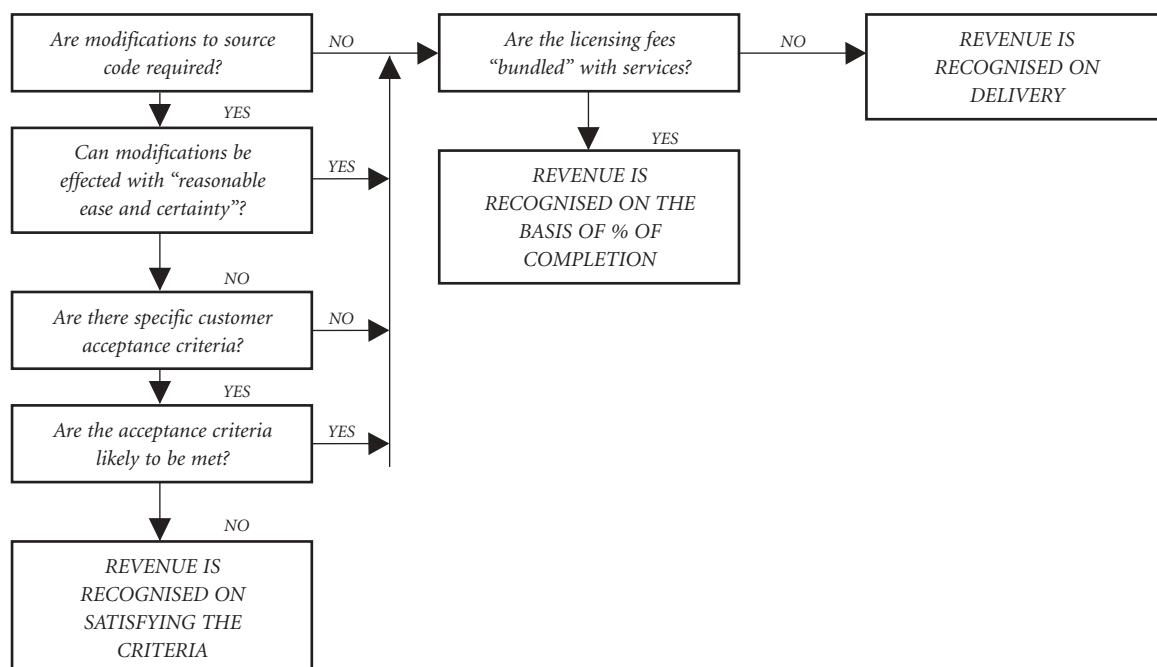 Are modifications to source
code required?
NO
Are the licensing fees
“bundled” with services?
NO
REVENUE IS
RECOGNISED ON
DELIVERY
YES
Can modifications be
effected with “reasonable
ease and certainty”?
YES
YES
REVENUE IS
RECOGNISED ON THE
BASIS OF % OF
COMPLETION
NO
Are there specific customer
acceptance criteria?
NO
YES
Are the acceptance criteria
likely to be met?
YES
NO
REVENUE IS
RECOGNISED ON
SATISFYING THE
CRITERIA